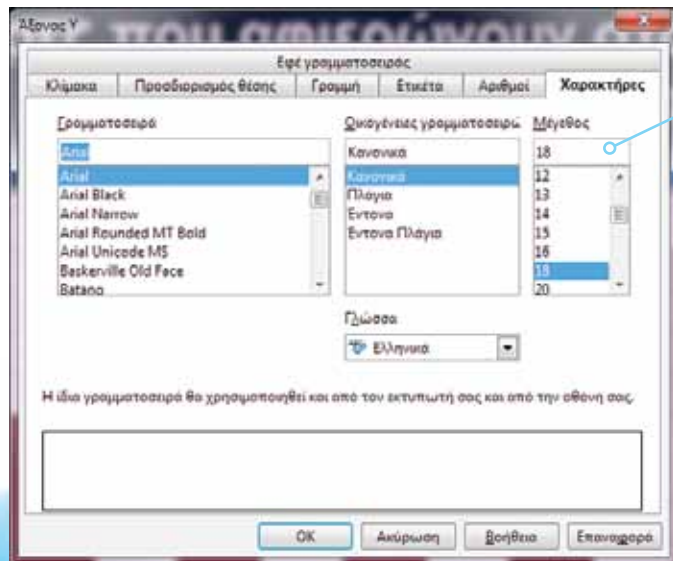 Άξονας Y
που αφιερώνουν
Εφέ γραμματοσειράς
Κλίμακα Προσδιορισμός θέσης Γραμμή Ετικέτα Αριθμοί Χαρακτήρες
Γραμματοσειρά Οικογένειες γραμματοσειρώ Μέγεθος
Arial Κανονικά 18
Arial Κανονικά 12
Arial Black Πλάγια 13
Arial Narrow Έντονα 14
Arial Rounded MT Bold Έντονα Πλάγια 15
Arial Unicode MS 16
Baskerville Old Face 18
Batang 20
Γλώσσα
Ελληνικά
Η ίδια γραμματοσειρά θα χρησιμοποιηθεί και από τον εκτυπωτή σας και από την οθόνη σας.
OK Ακύρωση Βοήθεια Επαναφορά